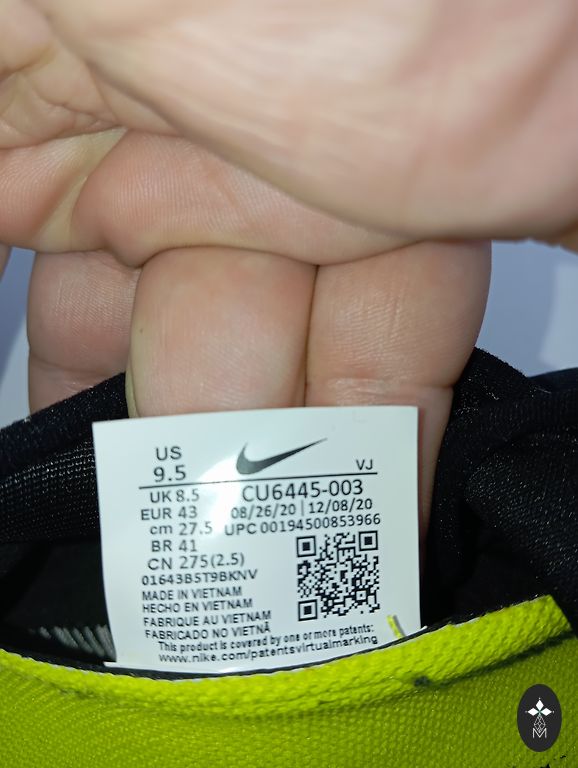 US
9.5
VJ
UK 8.5 CU6445-003
EUR 43 08/26/20 | 12/08/20
cm 27.5 UPC 00194500853966
BR 41
CN 275(2.5)
01643B5T9BKNV
MADE IN VIETNAM
HECHO EN VIETNAM
FABRIQUE AU VIETNAM
FABRICADO NO VIETNÃ
This product is covered by one or more patents:
www.nike.com/patentsvirtualmarking
M